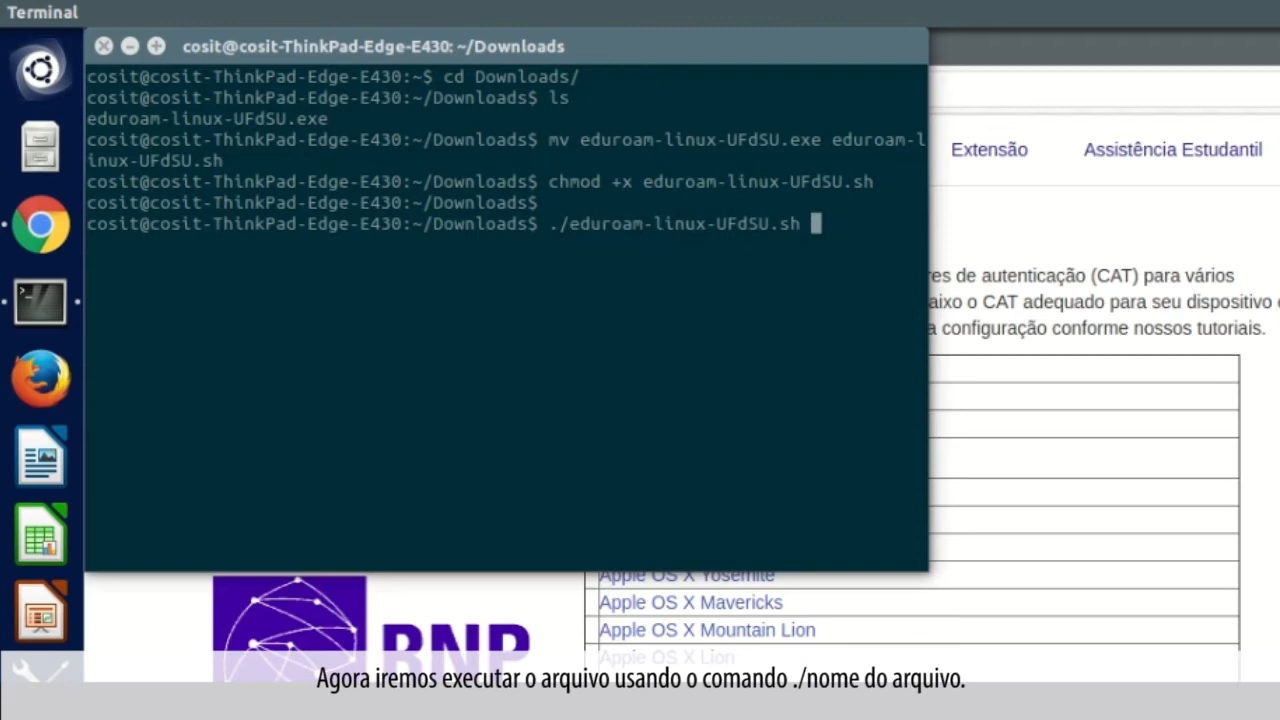 Terminal
cosit@cosit-ThinkPad-Edge-E430: ~/Downloads
cosit@cosit-ThinkPad-Edge-E430:~$ cd Downloads/
cosit@cosit-ThinkPad-Edge-E430:~/Downloads$ ls
eduroam-linux-UFdSU.exe
cosit@cosit-ThinkPad-Edge-E430:~/Downloads$ mv eduroam-linux-UFdSU.exe eduroam-l
inux-UFdSU.sh
cosit@cosit-ThinkPad-Edge-E430:~/Downloads$ chmod +x eduroam-linux-UFdSU.sh
cosit@cosit-ThinkPad-Edge-E430:~/Downloads$
cosit@cosit-ThinkPad-Edge-E430:~/Downloads$ ./eduroam-linux-UFdSU.sh
Extensão
Assistência Estudantil
res de autenticação (CAT) para vários
aixo o CAT adequado para seu dispositivo
a configuração conforme nossos tutoriais.
Apple OS X Yosemite
Apple OS X Mavericks
Apple OS X Mountain Lion
Apple OS X Lion
RNP
Agora iremos executar o arquivo usando o comando ./nome do arquivo.